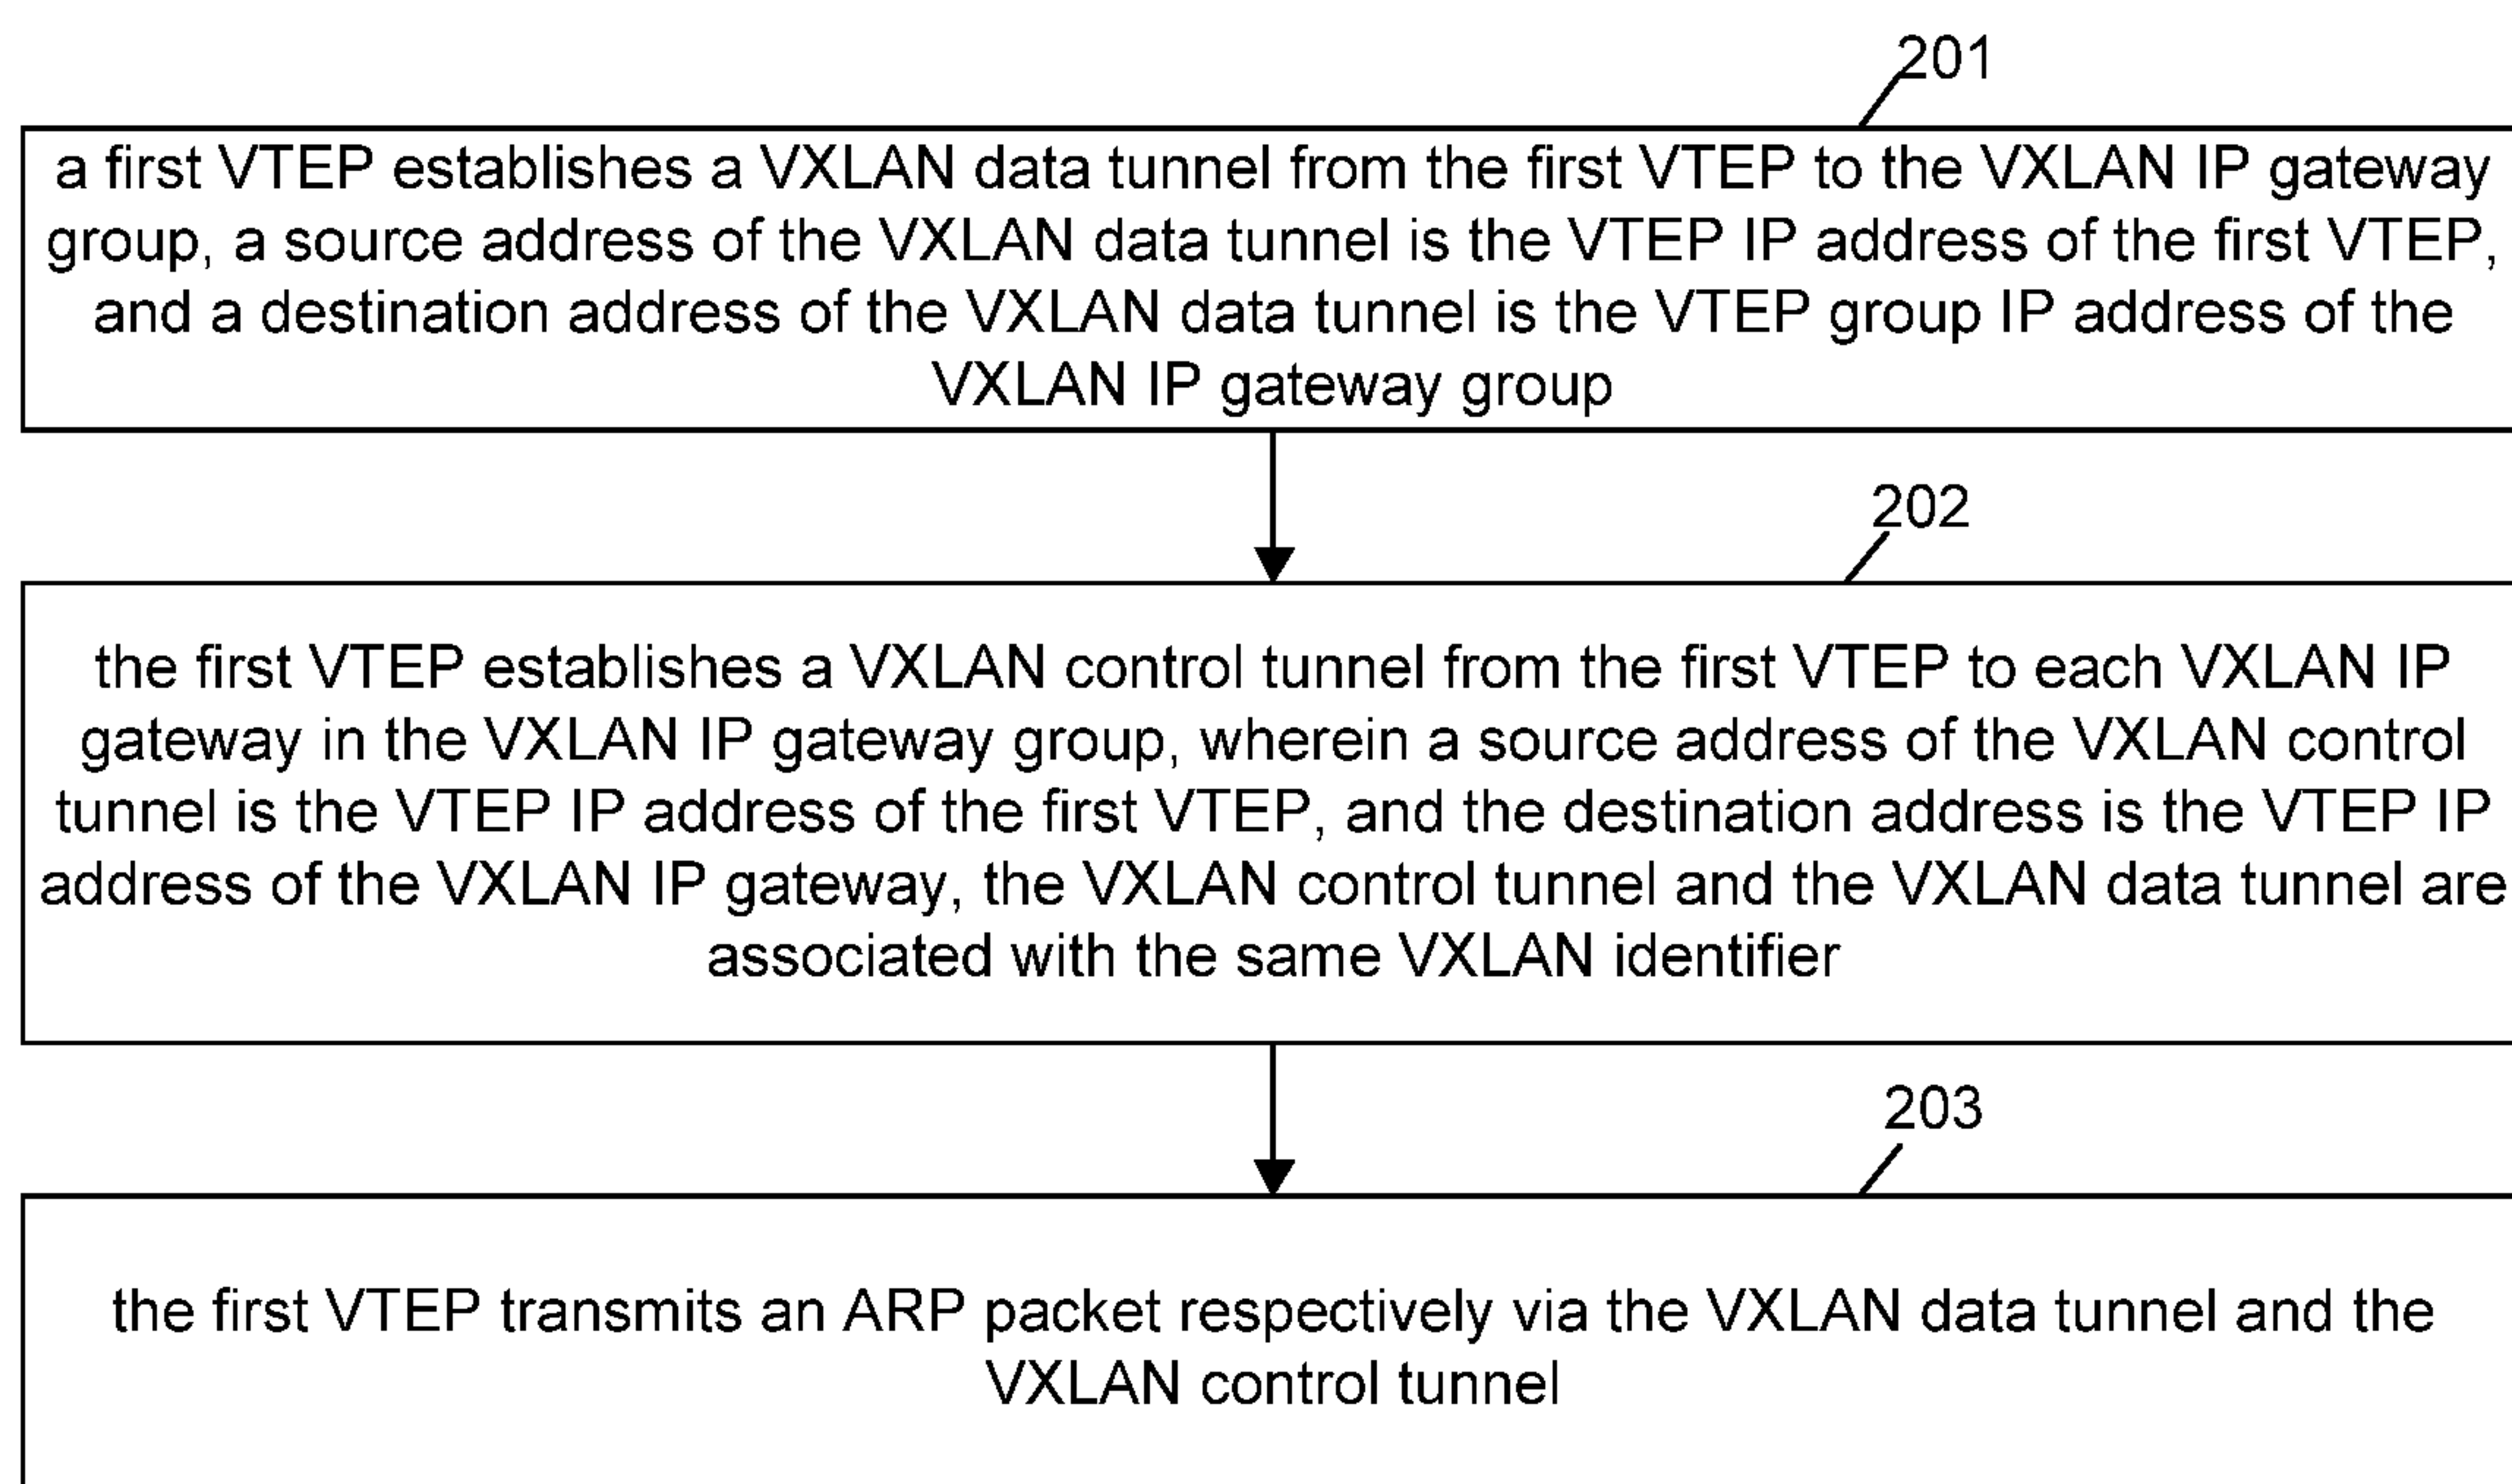 201
a first VTEP establishes a VXLAN data tunnel from the first VTEP to the VXLAN IP gateway
group, a source address of the VXLAN data tunnel is the VTEP IP address of the first VTEP,
and a destination address of the VXLAN data tunnel is the VTEP group IP address of the
VXLAN IP gateway group
202
the first VTEP establishes a VXLAN control tunnel from the first VTEP to each VXLAN IP
gateway in the VXLAN IP gateway group, wherein a source address of the VXLAN control
tunnel is the VTEP IP address of the first VTEP, and the destination address is the VTEP IP
address of the VXLAN IP gateway, the VXLAN control tunnel and the VXLAN data tunnel are
associated with the same VXLAN identifier
203
the first VTEP transmits an ARP packet respectively via the VXLAN data tunnel and the
VXLAN control tunnel